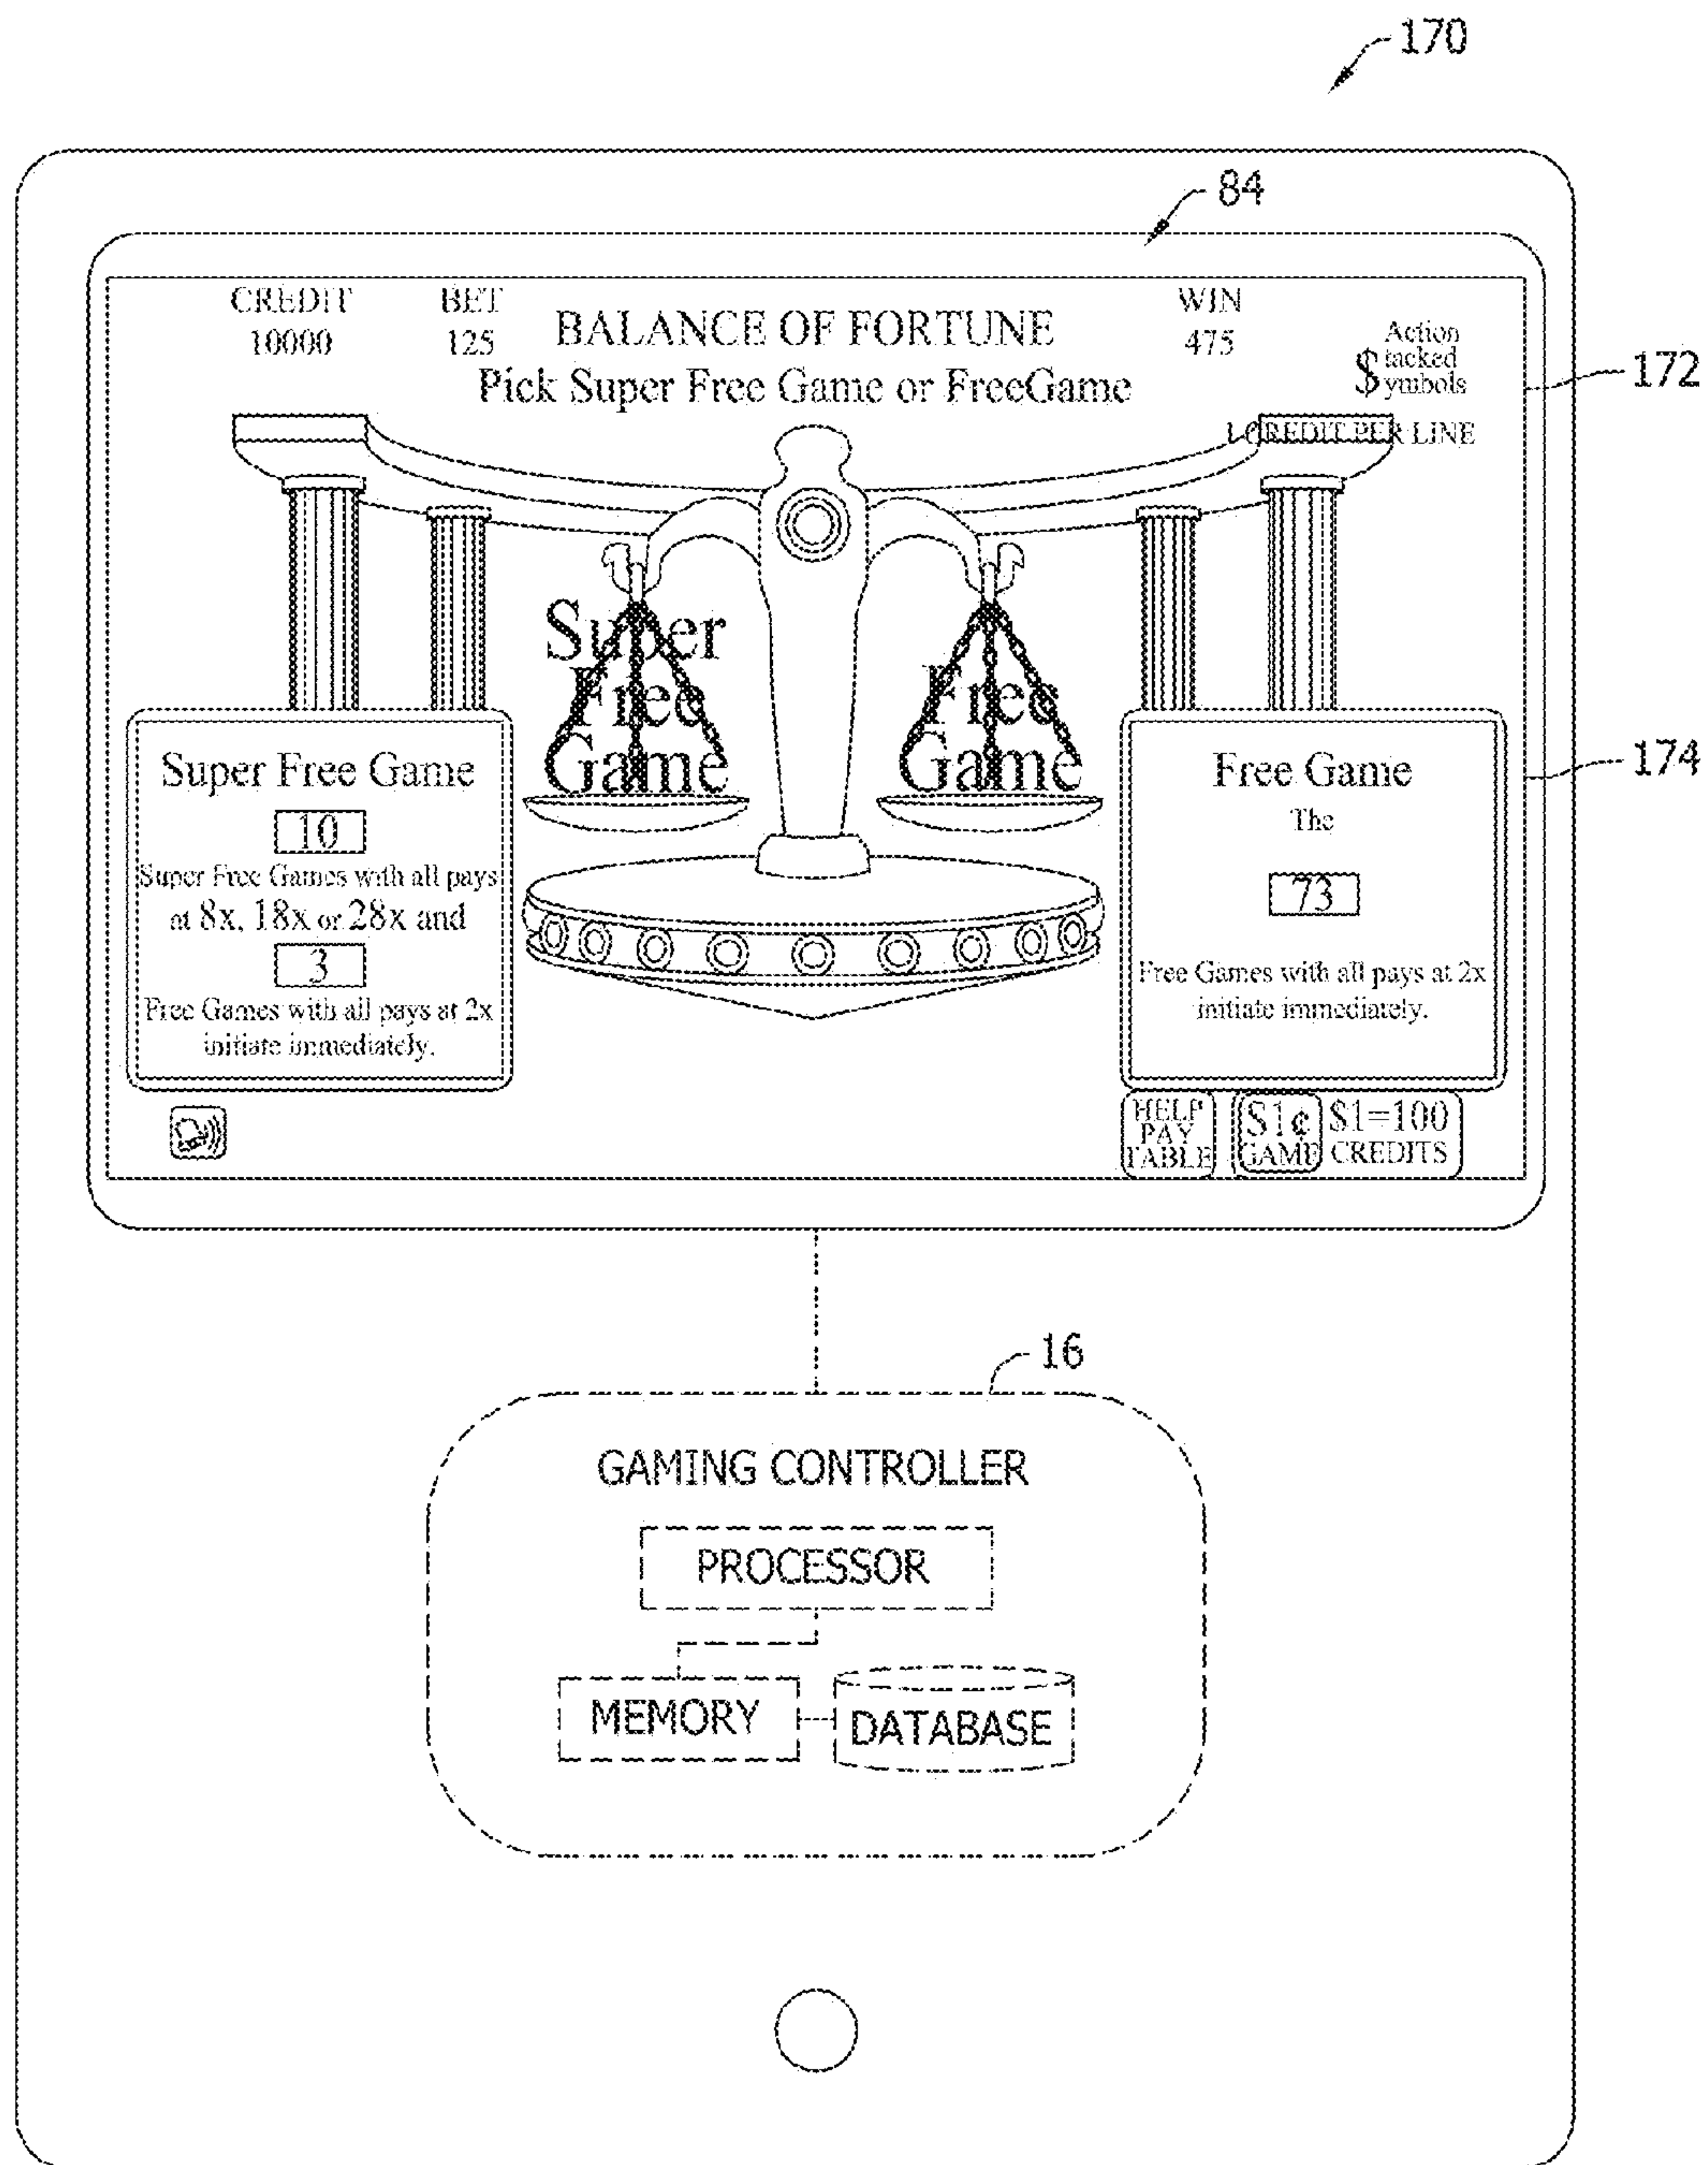 170
84
CREDIT
10000
BET
125
BALANCE OF FORTUNE
Pick Super Free Game or FreeGame
WIN
475
Action
$tacked
$ymbols
172
1 CREDIT PER LINE
Super
Free
Game
Free
Game
Super Free Game
10
Super Free Games with all pays
at 8x, 18x or 28x and
3
Free Games with all pays at 2x
initiate immediately.
Free Game
The
73
Free Games with all pays at 2x
initiate immediately.
174
HELP
PAY
TABLE
$1¢
GAME
$1=100
CREDITS
16
GAMING CONTROLLER
PROCESSOR
MEMORY
DATABASE